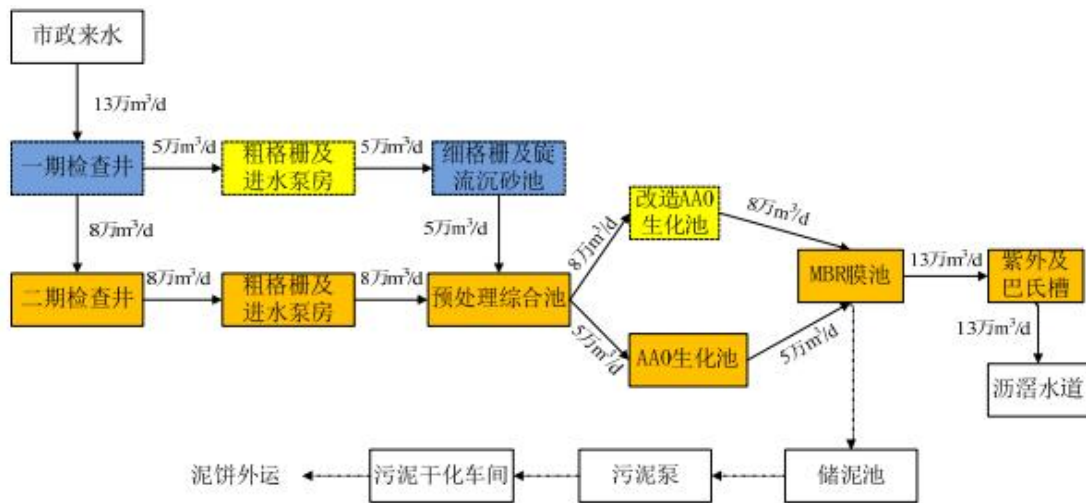 市政来水
13万m³/d
一期检查井
5万m³/d
粗格栅及
进水泵房
5万m³/d
细格栅及旋
流沉砂池
8万m³/d
5万m³/d
8万m³/d
改造AAO
生化池
8万m³/d
二期检查井
8万m³/d
粗格栅及
进水泵房
8万m³/d
预处理综合池
MBR膜池
13万m³/d
紫外及
巴氏槽
5万m³/d
AAO生化池
5万m³/d
13万m³/d
沥滘水道
泥饼外运
污泥干化车间
污泥泵
储泥池